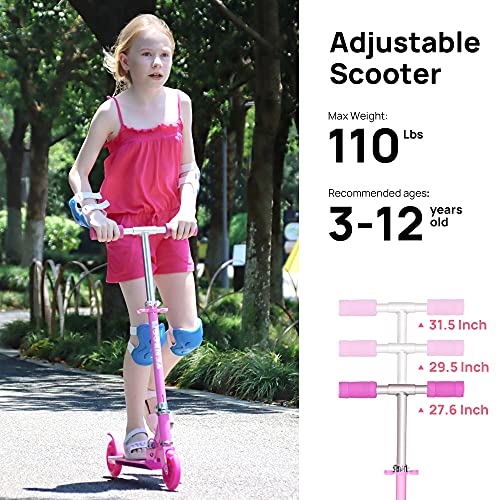 Adjustable
Scooter
Max Weight:
110 Lbs
Recommended ages:
3-12 years old
31.5 Inch
29.5 Inch
27.6 Inch